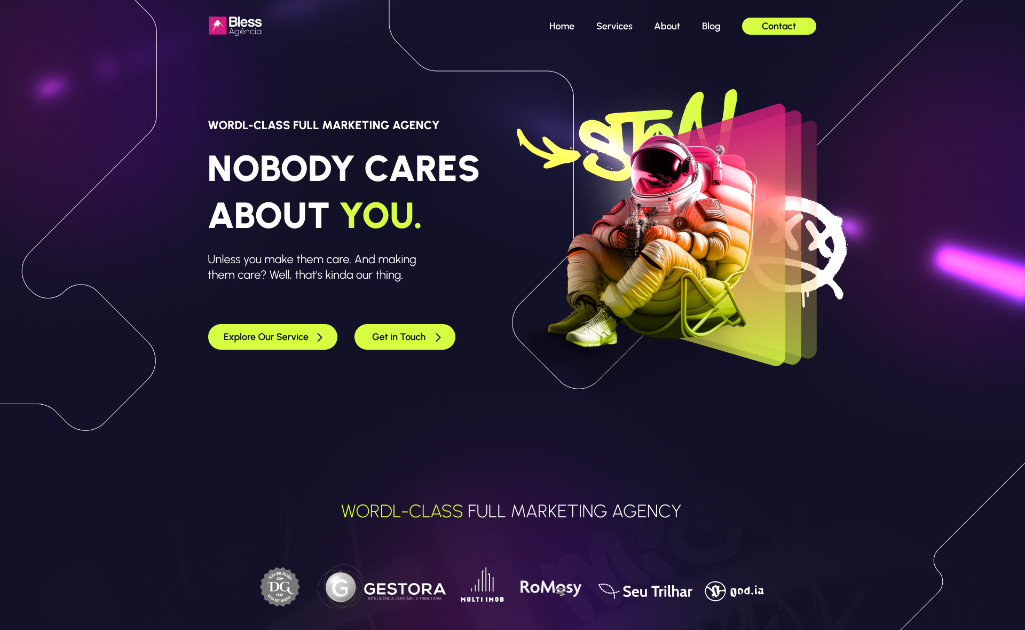 Bless
Agência
Home Services About Blog Contact
WORDL-CLASS FULL MARKETING AGENCY
NOBODY CARES
ABOUT YOU.
Unless you make them care. And making
them care? Well, that's kinda our thing.
Explore Our Service Get in Touch
WORDL-CLASS FULL MARKETING AGENCY
DG
G GESTORA
MULTI IMOB
RoMosy
Seu Trilhar
god.ia